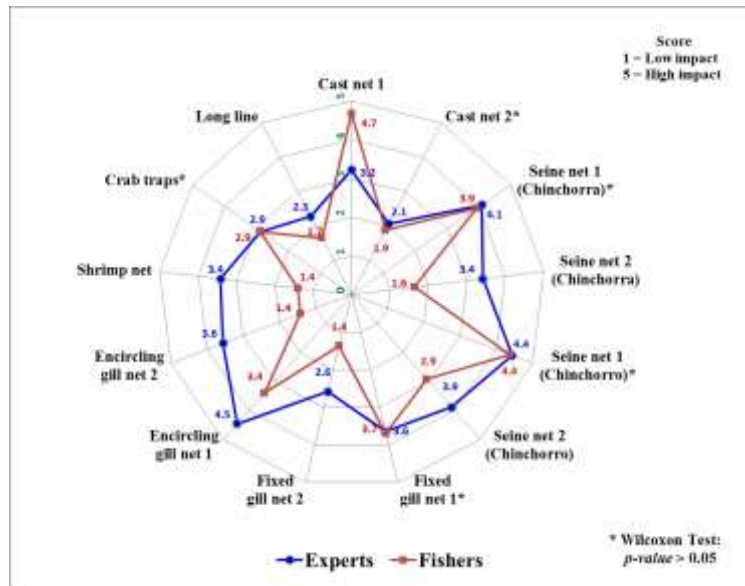 Score
1 = Low impact
5 = High impact
Cast net 1
Long line
Cast net 2*
Crab traps*
Seine net 1
(Chinchorra)*
Shrimp net
Seine net 2
(Chinchorra)
Encircling
gill net 2
Seine net 1
(Chinchorro)*
Encircling
gill net 1
Seine net 2
(Chinchorro)
Fixed
gill net 2
Fixed
gill net 1*
5
4
3
2
1
0
4.7
3.2
2.1
1.9
3.9
4.1
3.4
4.4
4.4
2.9
3.9
3.7
3.6
1.4
2.6
3.4
4.5
1.4
3.4
1.4
2.9
2.9
2.3
Experts
Fishers
* Wilcoxon Test:
p-value > 0.05